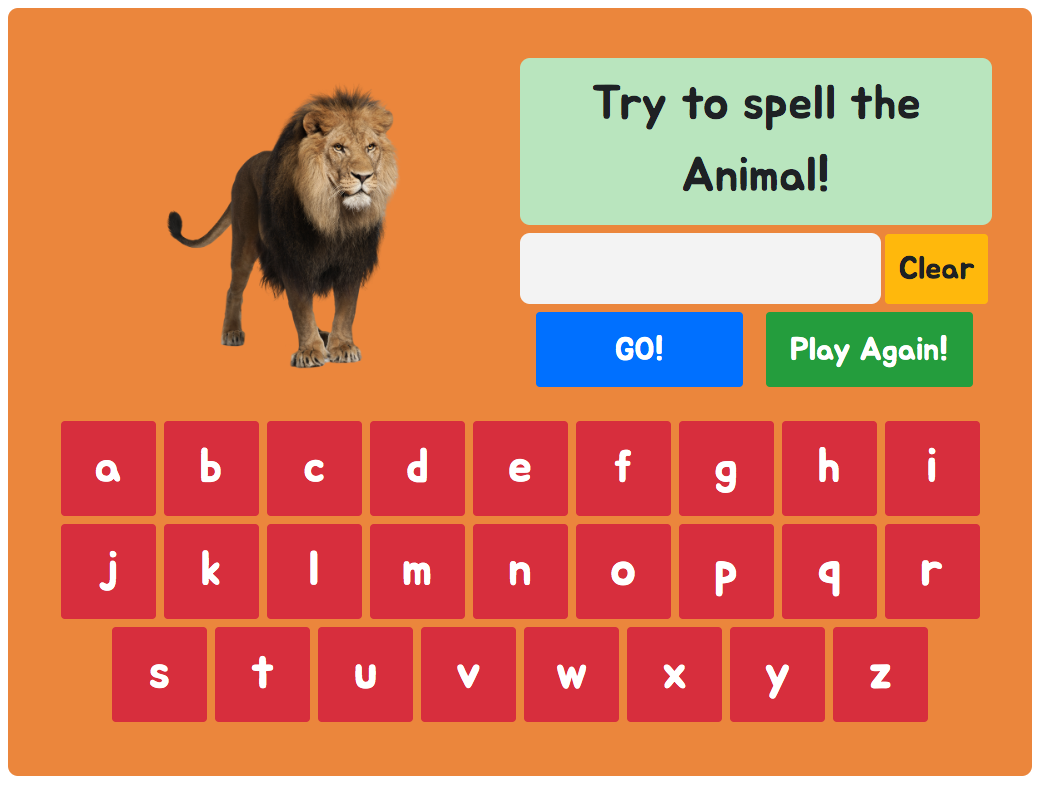 Try to spell the
Animal!
Clear
GO! Play Again!
a b c d e f g h i
j k l m n o p q r
s t u v w x y z